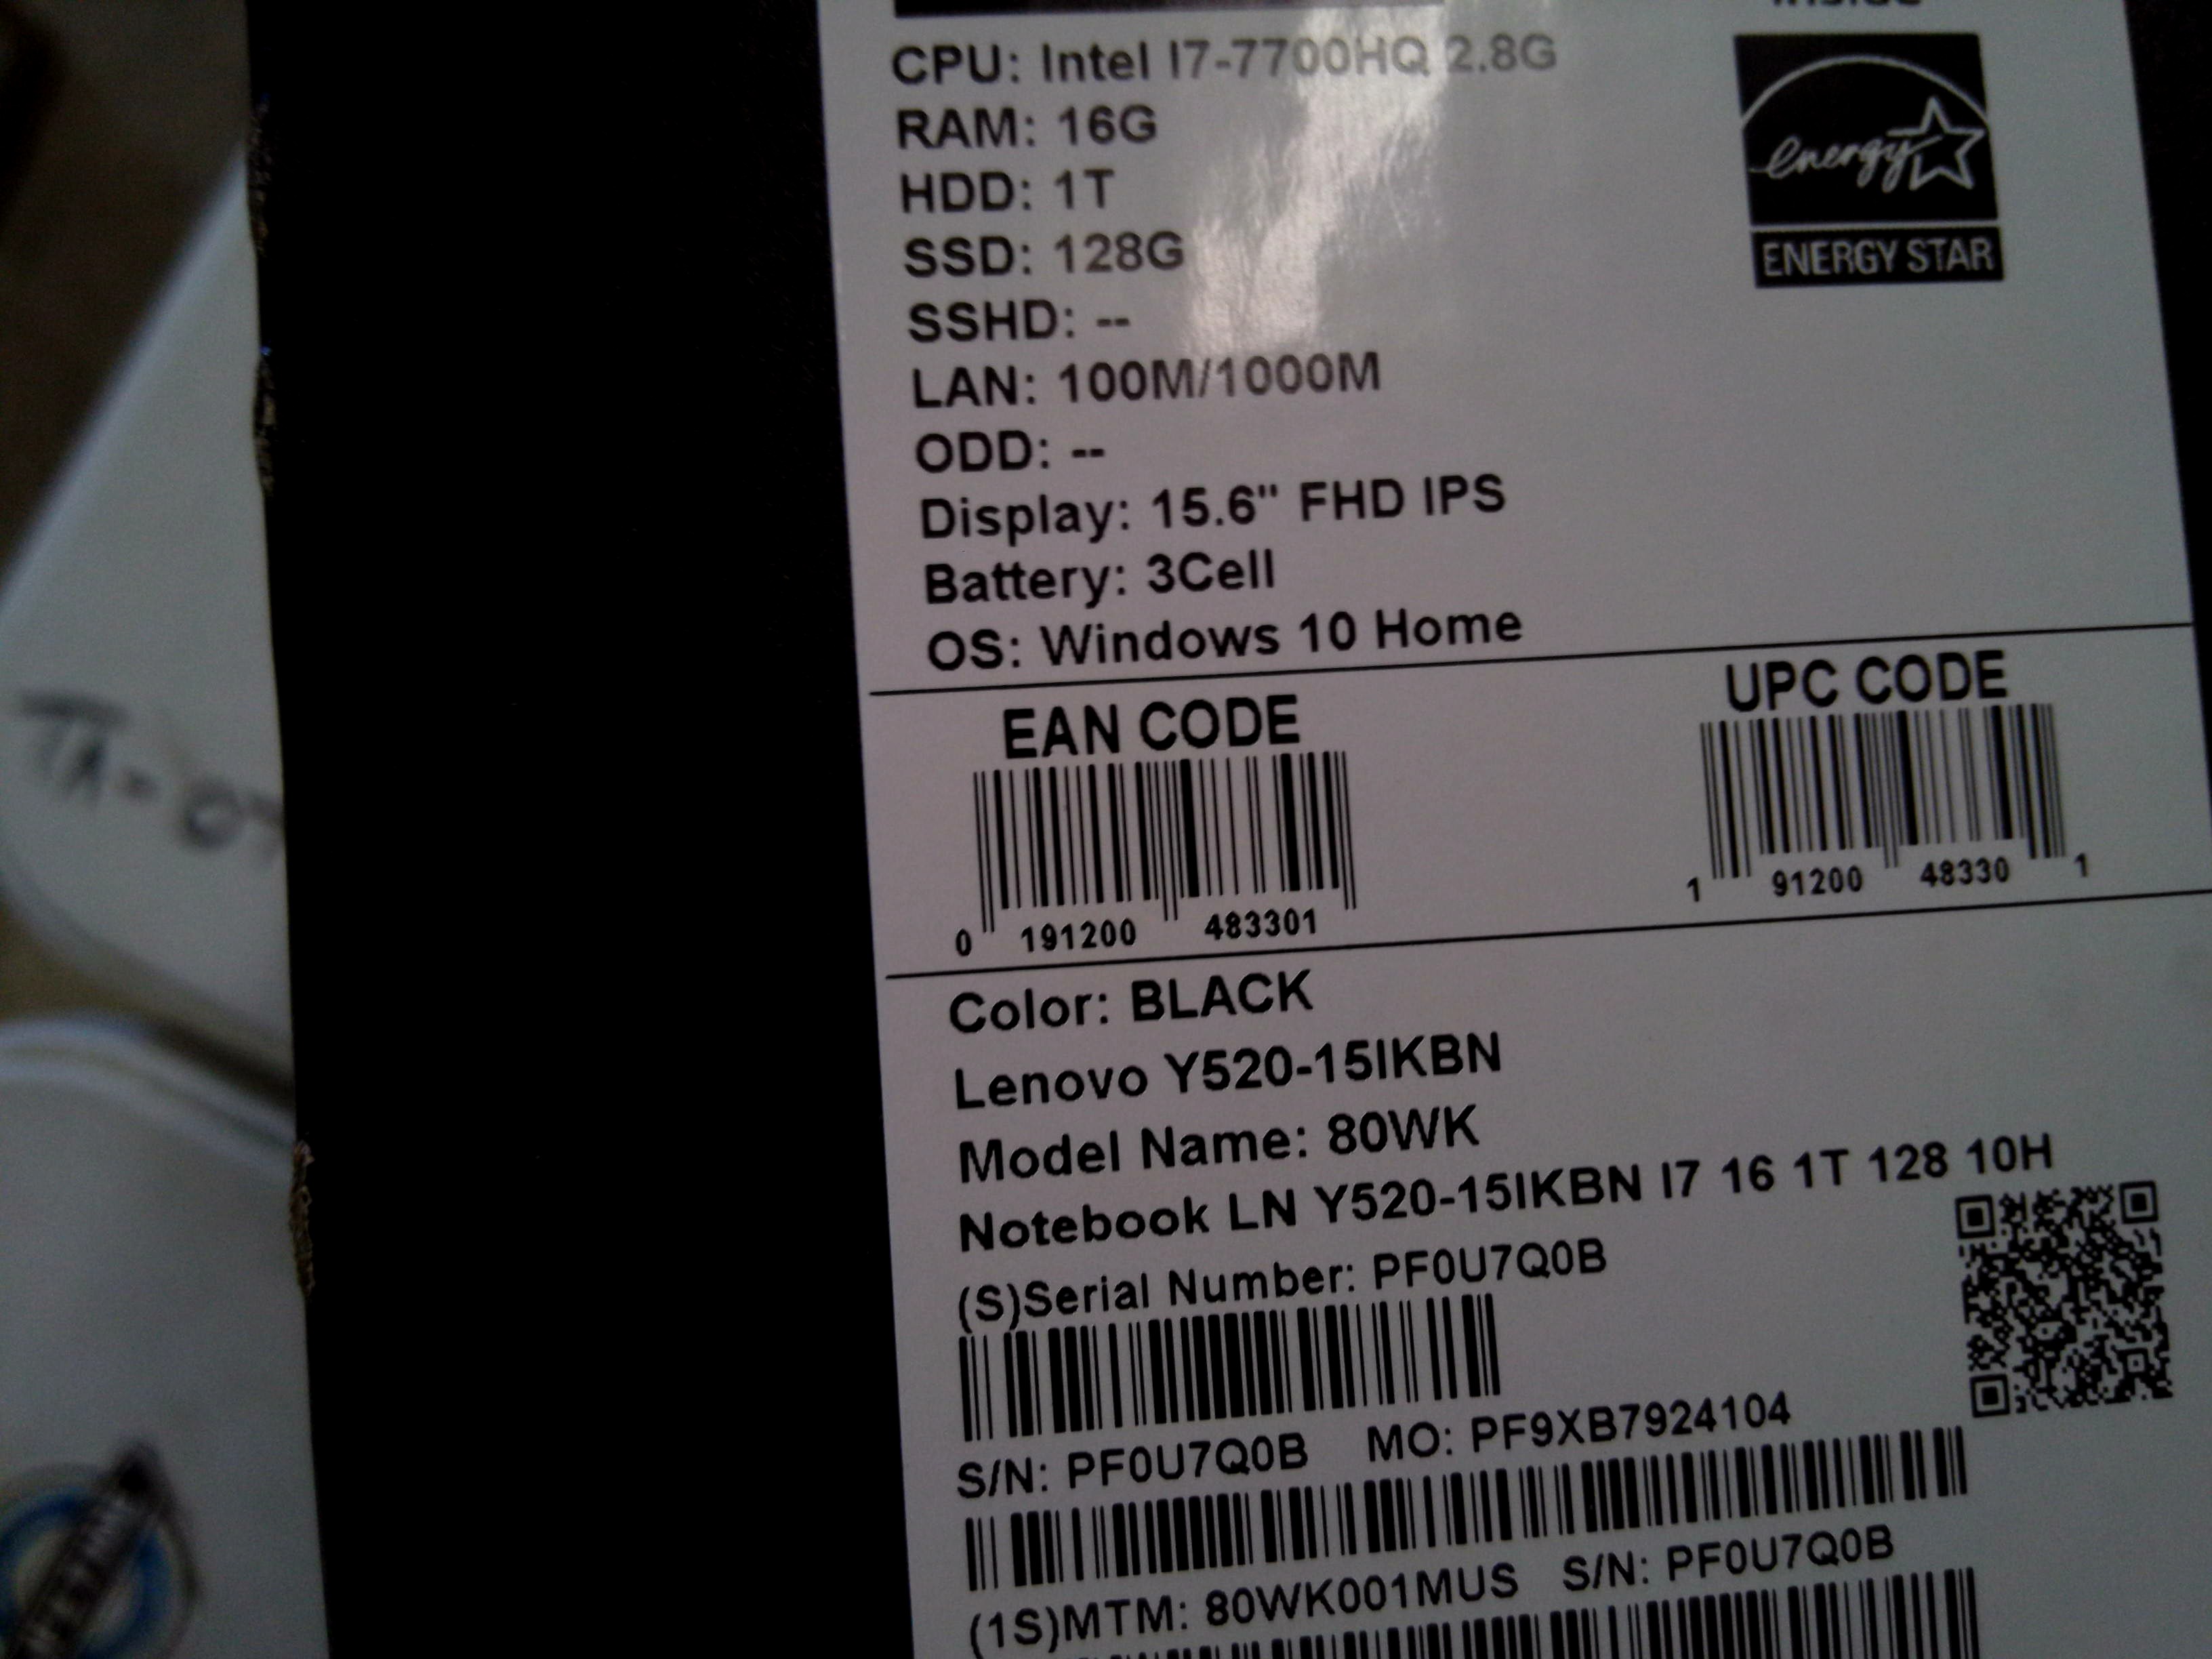 CPU: Intel I7-7700HQ 2.8G
RAM: 16G
HDD: 1T
SSD: 128G
SSHD: --
LAN: 100M/1000M
ODD: --
Display: 15.6" FHD IPS
Battery: 3Cell
OS: Windows 10 Home
energy
ENERGY STAR
EAN CODE
0 191200 483301
UPC CODE
1 91200 48330 1
Color: BLACK
Lenovo Y520-15IKBN
Model Name: 80WK
Notebook LN Y520-15IKBN I7 16 1T 128 10H
(S)Serial Number: PF0U7Q0B
S/N: PF0U7Q0B MO: PF9XB7924104
(1S)MTM: 80WK001MUS S/N: PF0U7Q0B